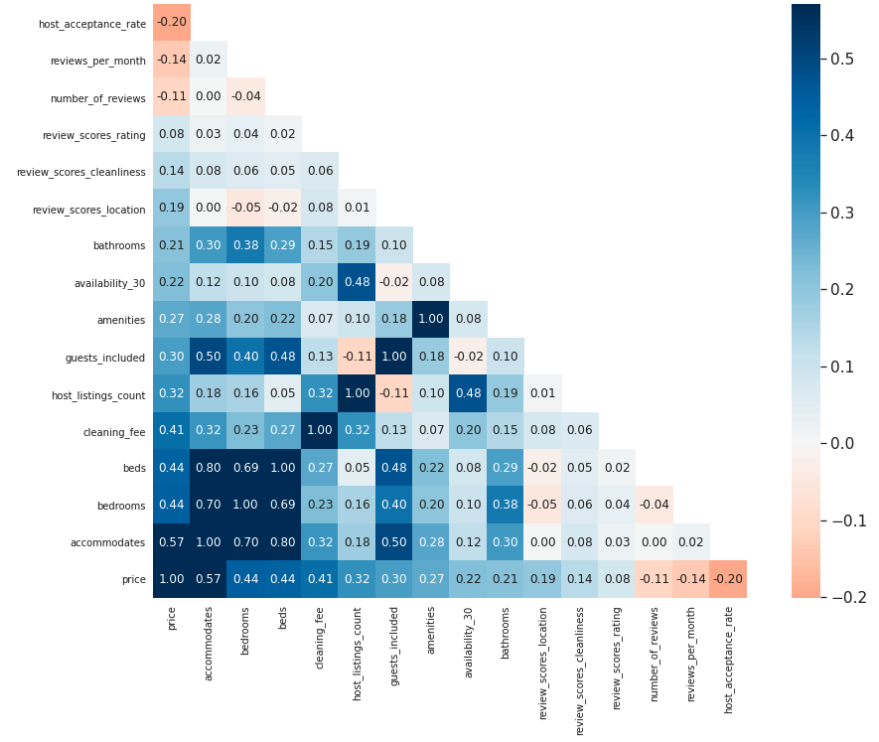 host_acceptance_rate -0.20
reviews_per_month -0.14 0.02
number_of_reviews -0.11 0.00 -0.04
review_scores_rating 0.08 0.03 0.04 0.02
review_scores_cleanliness 0.14 0.08 0.06 0.05 0.06
review_scores_location 0.19 0.00 -0.05 -0.02 0.08 0.01
bathrooms 0.21 0.30 0.38 0.29 0.15 0.19 0.10
availability_30 0.22 0.12 0.10 0.08 0.20 0.48 -0.02 0.08
amenities 0.27 0.28 0.20 0.22 0.07 0.10 0.18 1.00 0.08
guests_included 0.30 0.50 0.40 0.48 0.13 -0.11 1.00 0.18 -0.02 0.10
host_listings_count 0.32 0.18 0.16 0.05 0.32 1.00 -0.11 0.10 0.48 0.19 0.01
cleaning_fee 0.41 0.32 0.23 0.27 1.00 0.32 0.13 0.07 0.20 0.15 0.08 0.06
beds 0.44 0.80 0.69 1.00 0.27 0.05 0.48 0.22 0.08 0.29 -0.02 0.05 0.02
bedrooms 0.44 0.70 1.00 0.69 0.23 0.16 0.40 0.20 0.10 0.38 -0.05 0.06 0.04 -0.04
accommodates 0.57 1.00 0.70 0.80 0.32 0.18 0.50 0.28 0.12 0.30 0.00 0.08 0.03 0.00 0.02
price 1.00 0.57 0.44 0.44 0.41 0.32 0.30 0.27 0.22 0.21 0.19 0.14 0.08 -0.11 -0.14 -0.20
price
accommodates
bedrooms
beds
cleaning_fee
host_listings_count
guests_included
amenities
availability_30
bathrooms
review_scores_location
review_scores_cleanliness
review_scores_rating
number_of_reviews
reviews_per_month
host_acceptance_rate
0.5
0.4
0.3
0.2
0.1
0.0
−0.1
−0.2